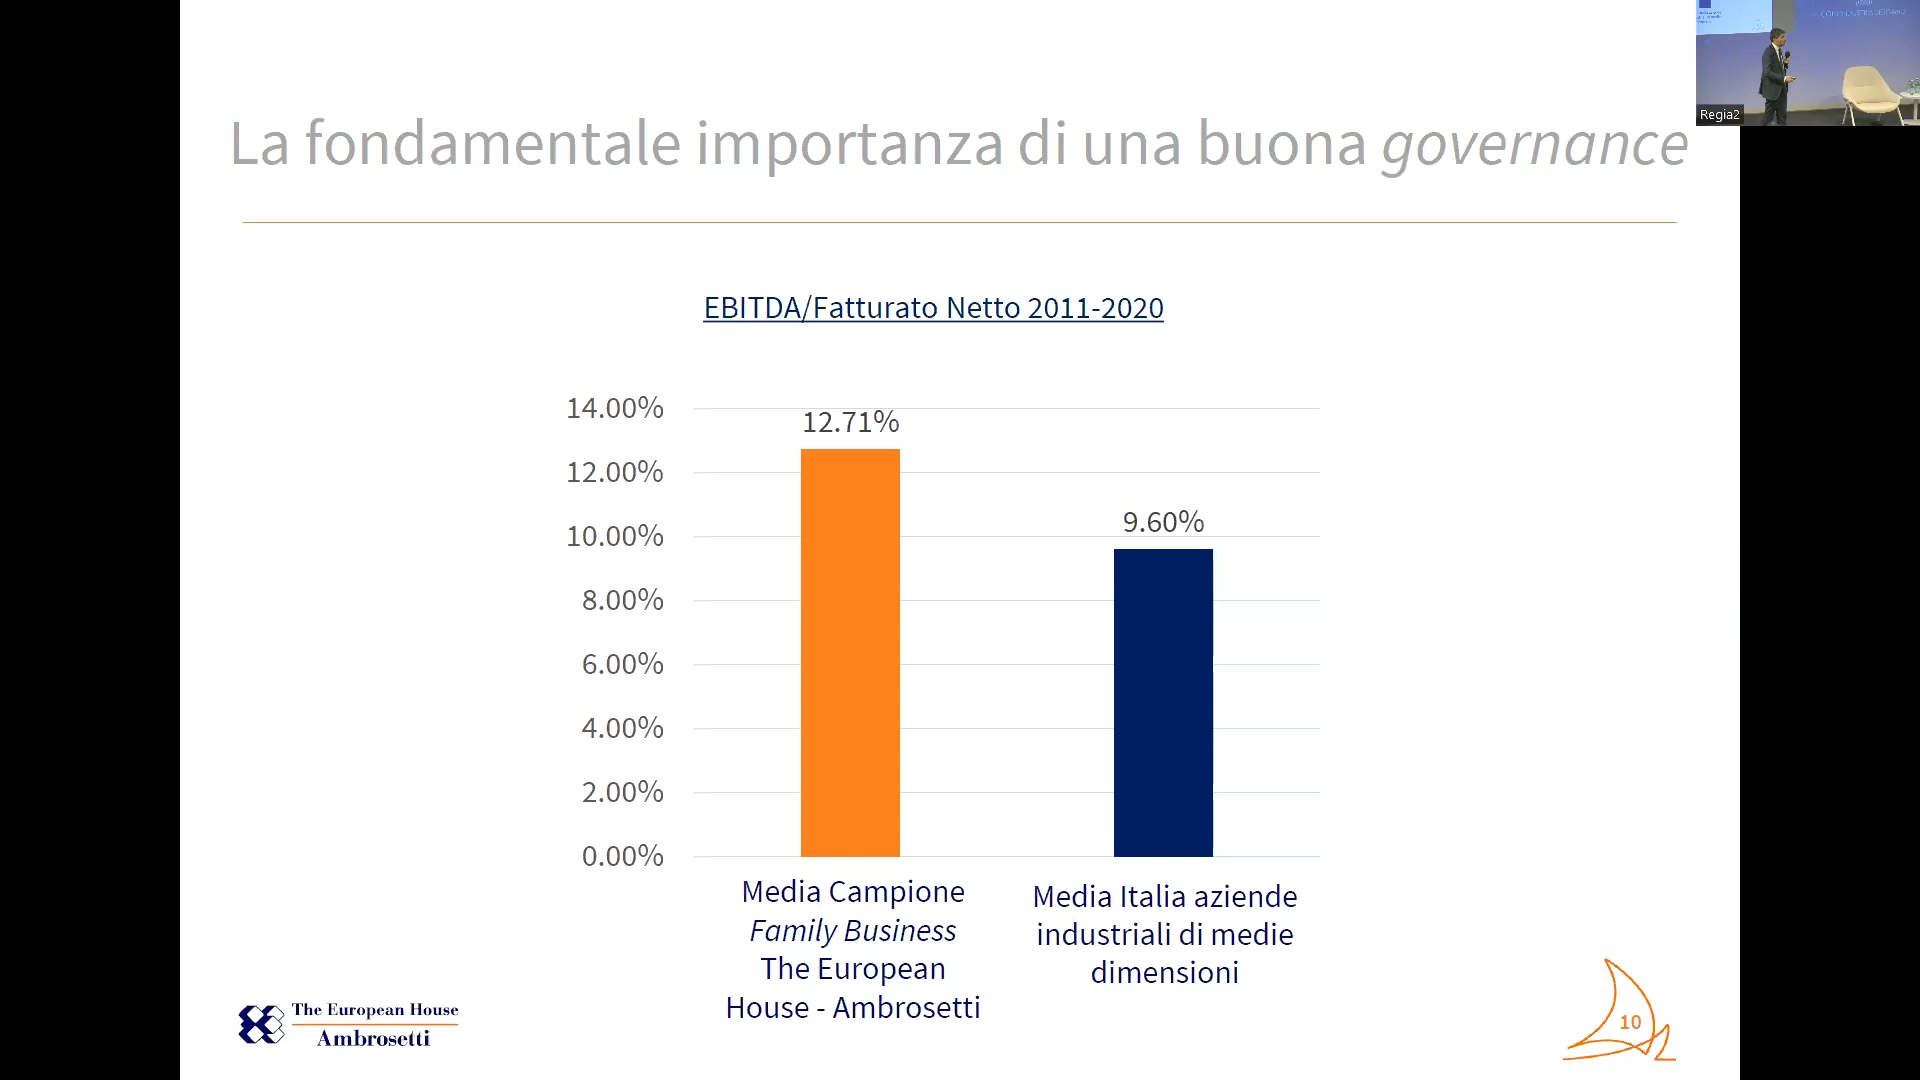 La fondamentale importanza di una buona governance
Regia2
EBITDA/Fatturato Netto 2011-2020
14.00%
12.00%
10.00%
8.00%
6.00%
4.00%
2.00%
0.00%
12.71%
9.60%
Media Campione
Family Business
The European
House - Ambrosetti
Media Italia aziende
industriali di medie
dimensioni
The European House
Ambrosetti
10